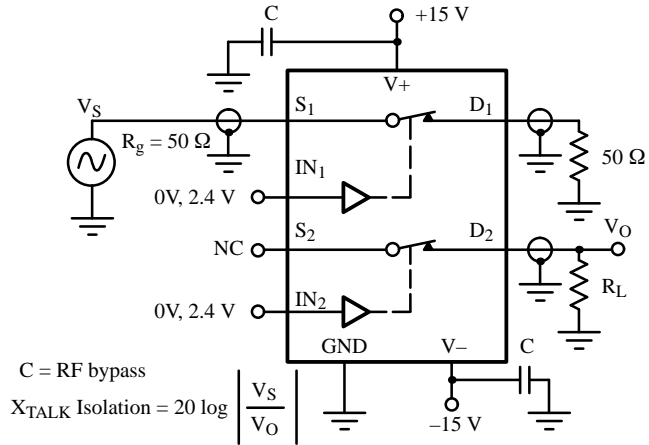 C
+15 V
V+
VS
S1
D1
Rg = 50 Ω
50 Ω
IN1
0V, 2.4 V
S2
D2
VO
NC
RL
IN2
0V, 2.4 V
GND
V–
C
C = RF bypass
–15 V
XTALK Isolation = 20 log | VS / VO |